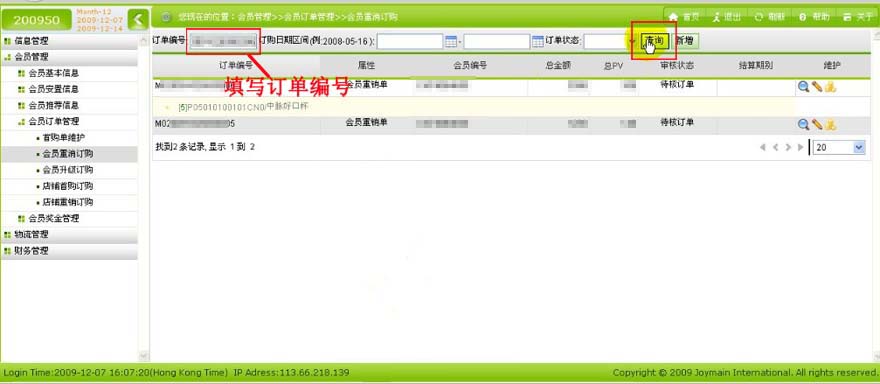 200950
Month-12
2009-12-07
2009-12-14
您现在的位置：会员管理>>会员订单管理>>会员重消订购
首页 退出 刷新 帮助 关于
信息管理
会员管理
会员基本信息
会员安置信息
会员推荐信息
会员订单管理
首购单维护
会员重消订购
会员升级订购
店铺首购订购
店铺重销订购
会员奖金管理
物流管理
财务管理
订单编号 订购日期区间(例:2008-05-16): - 订单状态: 查询 新增
订单编号 属性 会员编号 总金额 总PV 审核状态 结算期别 维护
填写订单编号
会员重销单 待核订单
[5]P05010100101CN0/中脉好口杯
M02 5 会员重销单 待核订单
找到2条记录, 显示 1 到 2
20
Login Time:2009-12-07 16:07:20(Hong Kong Time) IP Adress:113.66.218.139
Copyright © 2009 Joymain International. All rights reserved.